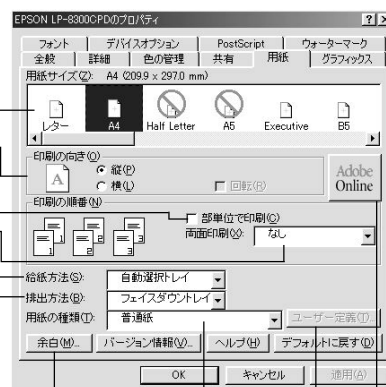 EPSON LP-8300CPDのプロパティ
フォント デバイスオプション PostScript ウォーターマーク
全般 詳細 色の管理 共有 用紙 グラフィックス
用紙サイズ(Z): A4 (209.9 x 297.0 mm)
レター A4 Half Letter A5 Executive B5
印刷の向き(O)
A 縦(P)
横(L) 回転(R)
Adobe
Online
印刷の順番(N)
1 1 2 2 3 3
部単位で印刷(C)
両面印刷(X): なし
給紙方法(S): 自動選択トレイ
排出方法(B): フェイスダウントレイ
用紙の種類(T): 普通紙 ユーザー定義(I)...
余白(M)... バージョン情報(V)... ヘルプ(H) デフォルトに戻す(D)
OK キャンセル 適用(A)